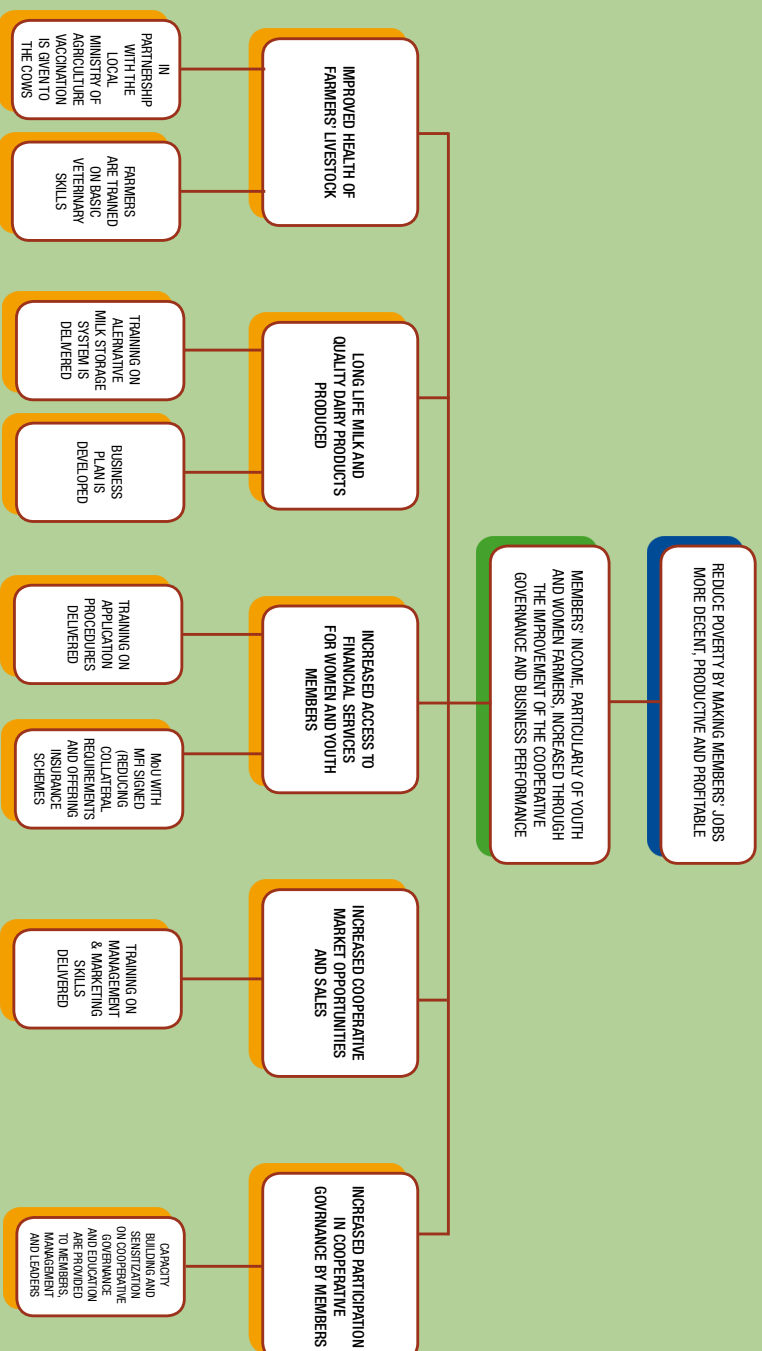 REDUCE POVERTY BY MAKING MEMBERS' JOBS
MORE DECENT, PRODUCTIVE AND PROFITABLE
MEMBERS' INCOME, PARTICULARLY OF YOUTH
AND WOMEN FARMERS, INCREASED THROUGH
THE IMPROVEMENT OF THE COOPERATIVE
GOVERNANCE AND BUSINESS PERFORMANCE
IMPROVED HEALTH OF
FARMERS' LIVESTOCK
LONG LIFE MILK AND
QUALITY DAIRY PRODUCTS
PRODUCED
INCREASED ACCESS TO
FINANCIAL SERVICES
FOR WOMEN AND YOUTH
MEMBERS
INCREASED COOPERATIVE
MARKET OPPORTUNITIES
AND SALES
INCREASED PARTICIPATION
IN COOPERATIVE
GOVRNANCE BY MEMBERS
IN
PARTNERSHIP
WITH THE
LOCAL
MINISTRY OF
AGRICULTURE
VACCINATION
IS GIVEN TO
THE COWS
FARMERS
ARE TRAINED
ON BASIC
VETERINARY
SKILLS
TRAINING ON
ALERNATIVE
MILK STORAGE
SYSTEM IS
DELIVERED
BUSINESS
PLAN IS
DEVELOPED
TRAINING ON
APPLICATION
PROCEDURES
DELIVERED
MoU WITH
MFI SIGNED
(REDUCING
COLLATERAL
REQUIREMENTS
AND OFFERING
INSURANCE
SCHEMES
TRAINING ON
MANAGEMENT
& MARKETING
SKILLS
DELIVERED
CAPACITY
BUILDING AND
SENSITIZATION
ON COOPERATIVE
GOVERNANCE
AND EDUCATION
ARE PROVIDED
TO MEMBERS,
MANAGEMENT
AND LEADERS